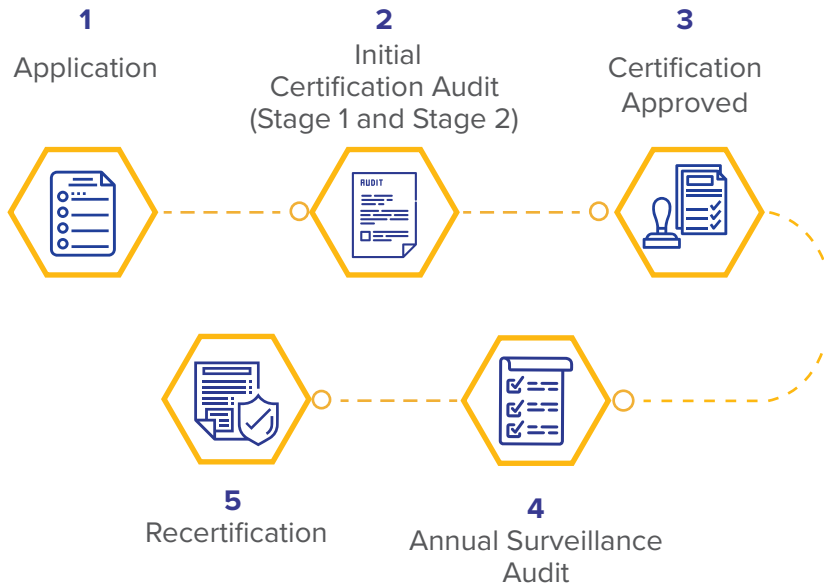 1
Application
2
Initial
Certification Audit
(Stage 1 and Stage 2)
3
Certification
Approved
AUDIT
5
Recertification
4
Annual Surveillance
Audit